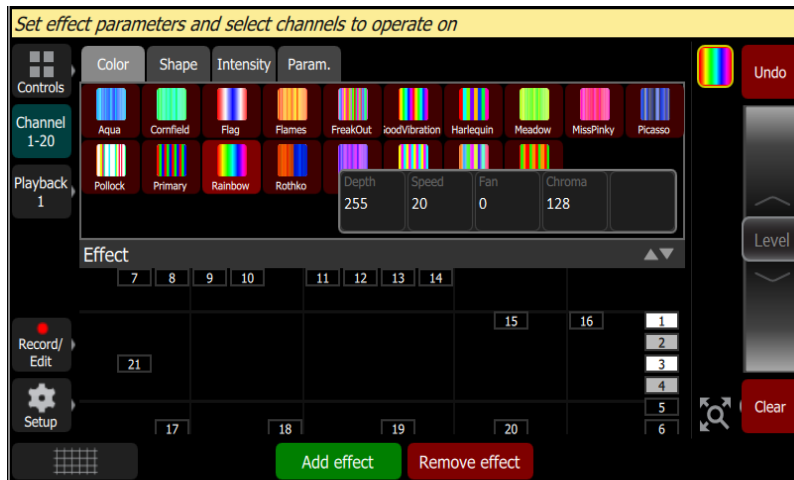 Set effect parameters and select channels to operate on
Controls
Channel
1-20
Playback
1
Record/
Edit
Setup
Color Shape Intensity Param.
Aqua Cornfield Flag Flames FreakOut GoodVibration Harlequin Meadow MissPinky Picasso
Pollock Primary Rainbow Rothko
Depth Speed Fan Chroma
255 20 0 128
Effect
7 8 9 10 11 12 13 14
15 16 1
2
21 3
4
5
17 18 19 20 6
Undo
Level
Clear
Add effect Remove effect